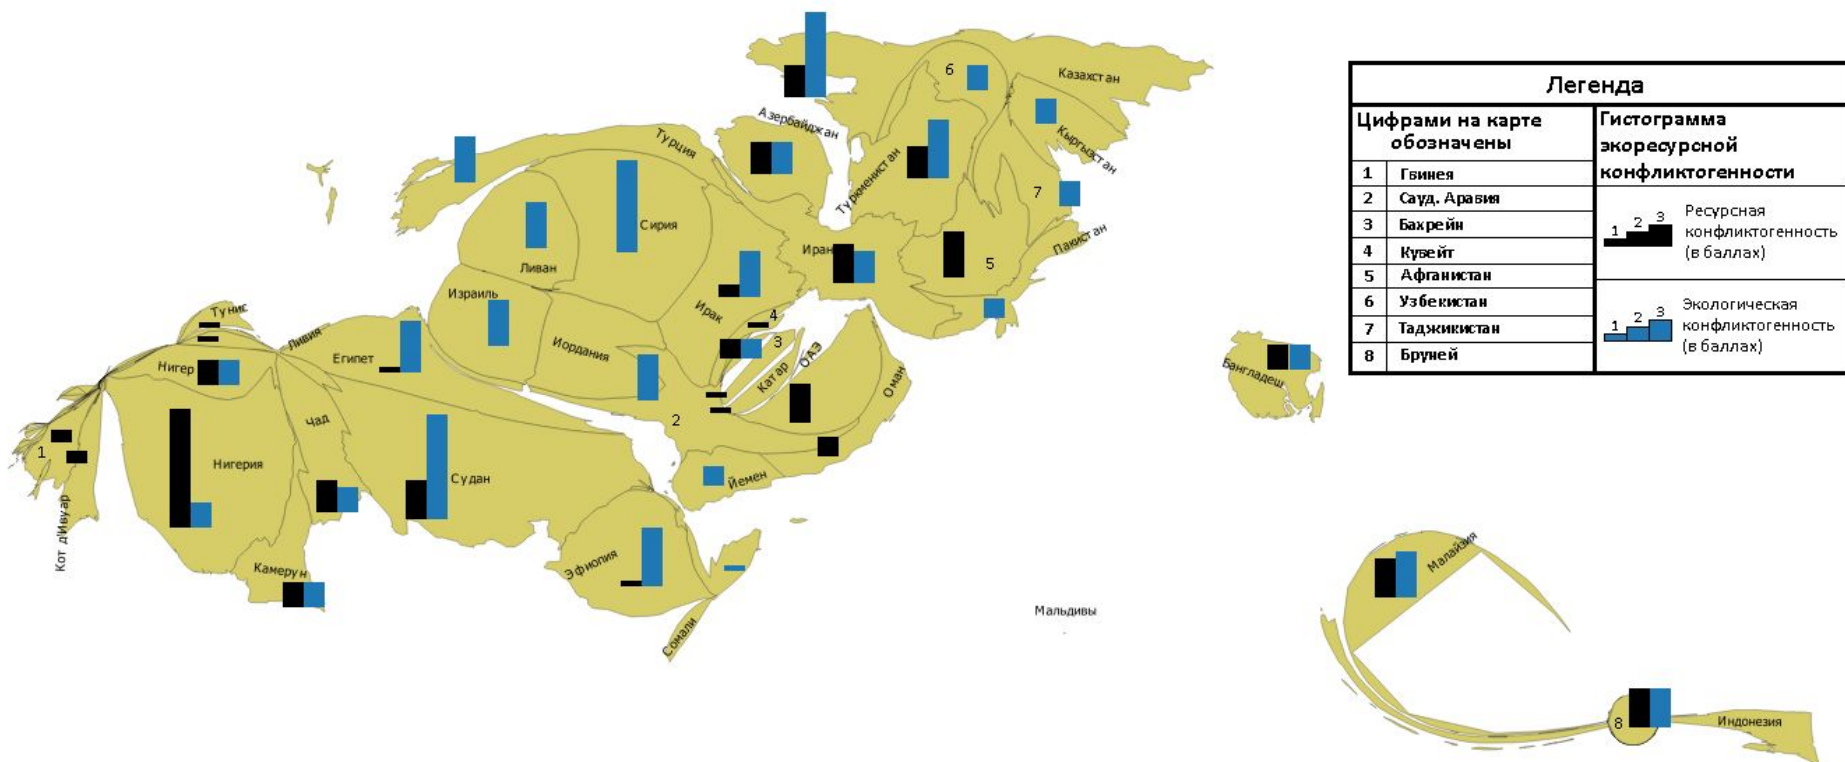 Казахстан
6
Азербайджан
Кыргызстан
Турция
Туркменистан
7
Сирия
Иран
Пакистан
5
Ливан
Израиль
Ирак
4
Тунис
3
Ливия
Иордания
ОАЭ
Египет
Катар
Нигер
Оман
Бангладеш
2
Чад
1
Нигерия
Судан
Йемен
Кот д'Ивуар
Камерун
Эфиопия
Сомали
Мальдивы
Малайзия
8
Индонезия
Легенда
Цифрами на карте
обозначены
1 Гвинея
2 Сауд. Аравия
3 Бахрейн
4 Кувейт
5 Афганистан
6 Узбекистан
7 Таджикистан
8 Бруней
Гистограмма
экоресурсной
конфликтогенности
1 2 3
Ресурсная
конфликтогенность
(в баллах)
1 2 3
Экологическая
конфликтогенность
(в баллах)